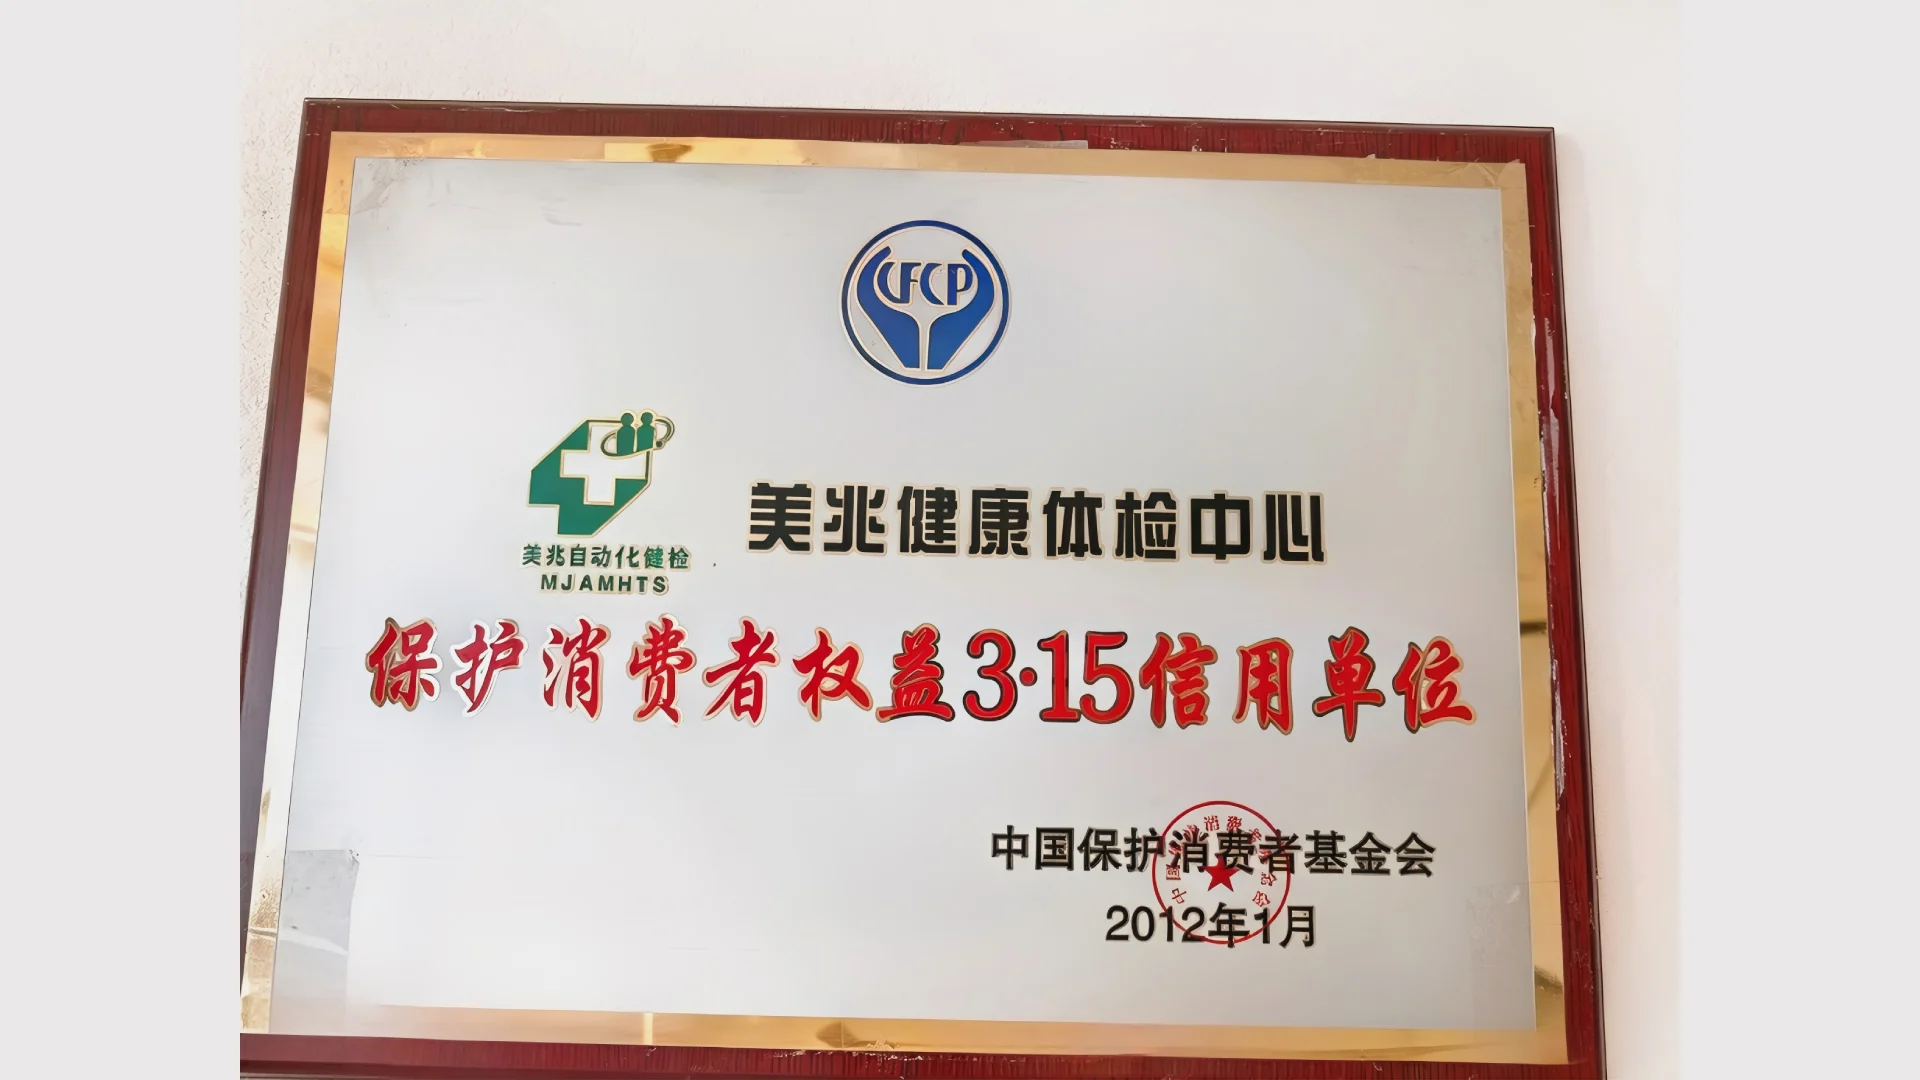 CFCP
美兆自动化健检
MJAMHTS
美兆健康体检中心
保护消费者权益3·15信用单位
中国保护消费者基金会
2012年1月